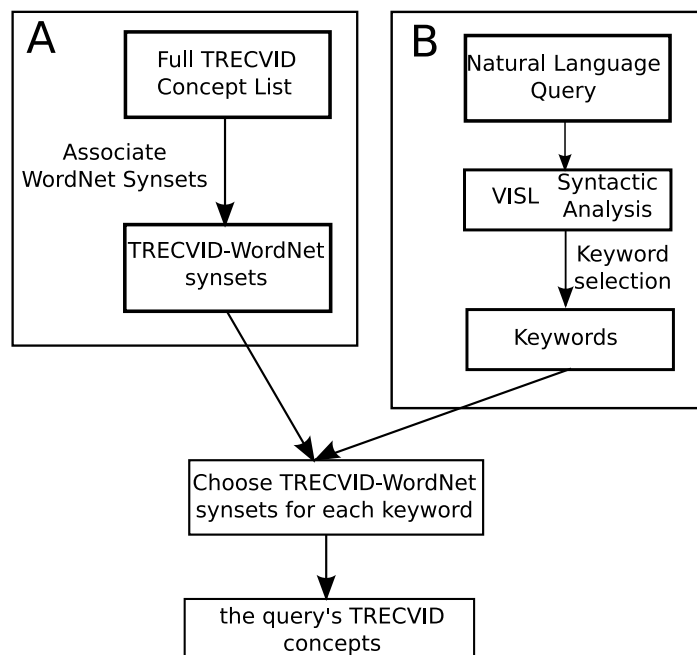 A
Full TRECVID
Concept List
Associate
WordNet Synsets
TRECVID-WordNet
synsets
B
Natural Language
Query
VISL Syntactic
Analysis
Keyword
selection
Keywords
Choose TRECVID-WordNet
synsets for each keyword
the query's TRECVID
concepts